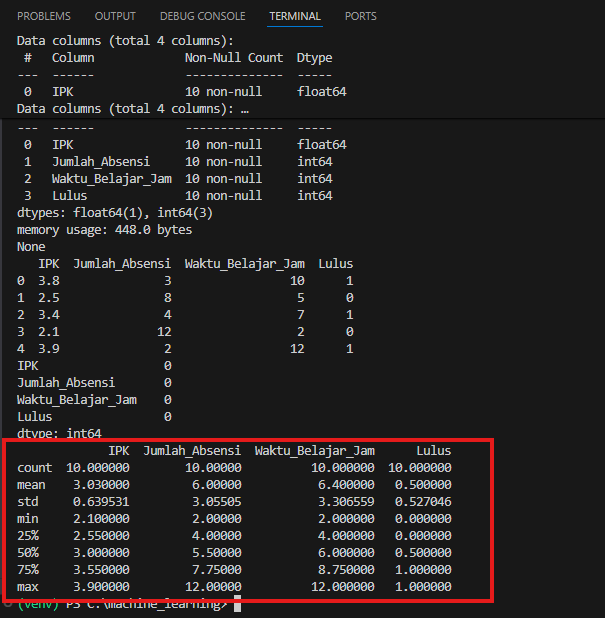 PROBLEMS OUTPUT DEBUG CONSOLE TERMINAL PORTS
Data columns (total 4 columns):
 #   Column              Non-Null Count  Dtype
---  ------              --------------  -----
 0   IPK                 10 non-null     float64
Data columns (total 4 columns): …
---  ------              --------------  -----
 0   IPK                 10 non-null     float64
 1   Jumlah_Absensi      10 non-null     int64
 2   Waktu_Belajar_Jam   10 non-null     int64
 3   Lulus               10 non-null     int64
dtypes: float64(1), int64(3)
memory usage: 448.0 bytes
None
   IPK  Jumlah_Absensi  Waktu_Belajar_Jam  Lulus
0  3.8               3                 10      1
1  2.5               8                  5      0
2  3.4               4                  7      1
3  2.1              12                  2      0
4  3.9               2                 12      1
IPK                  0
Jumlah_Absensi       0
Waktu_Belajar_Jam    0
Lulus                0
dtype: int64
             IPK  Jumlah_Absensi  Waktu_Belajar_Jam      Lulus
count  10.000000        10.00000          10.000000  10.000000
mean    3.030000         6.00000           6.400000   0.500000
std     0.639531         3.05505           3.306559   0.527046
min     2.100000         2.00000           2.000000   0.000000
25%     2.550000         4.00000           4.000000   0.000000
50%     3.000000         5.50000           6.000000   0.500000
75%     3.550000         7.75000           8.750000   1.000000
max     3.900000        12.00000          12.000000   1.000000
(venv) PS C:\machine_learning>